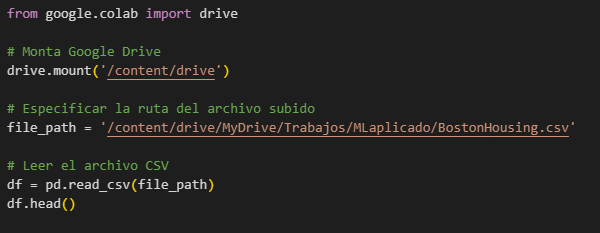 from google.colab import drive
# Monta Google Drive
drive.mount('/content/drive')
# Especificar la ruta del archivo subido
file_path = '/content/drive/MyDrive/Trabajos/MLaplicado/BostonHousing.csv'
# Leer el archivo CSV
df = pd.read_csv(file_path)
df.head()